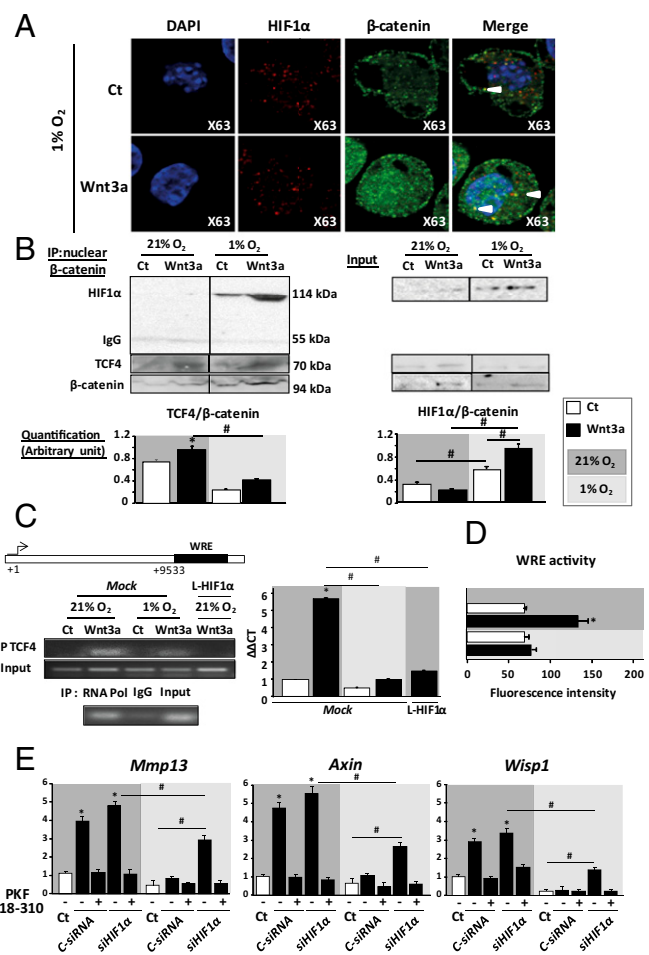 A
DAPI HIF-1α β-catenin Merge
1% O2
Ct
X63 X63 X63 X63
Wnt3a
X63 X63 X63 X63
B
IP:nuclear β-catenin
21% O2 1% O2
Ct Wnt3a Ct Wnt3a
HIF1α 114 kDa
IgG 55 kDa
TCF4 70 kDa
β-catenin 94 kDa
Input
21% O2 1% O2
Ct Wnt3a Ct Wnt3a
Quantification
(Arbitrary unit)
TCF4/β-catenin
1.2
0.8
0.4
0
* #
HIF1α/β-catenin
1.2
0.8
0.4
0
# # # #
Ct
Wnt3a
21% O2
1% O2
C
WRE
+1 +9533
Mock L-HIF1α
21% O2 1% O2 21% O2
Ct Wnt3a Ct Wnt3a Wnt3a
P TCF4
Input
IP : RNA Pol IgG Input
ΔΔCT
6
5
4
3
2
1
0
* # #
Mock L-HIF1α
D
WRE activity
*
0 50 100 150 200
Fluorescence intensity
E
Mmp13 Axin Wisp1
6
5
4
3
2
1
0
* * # #
6
5
4
3
2
1
0
* * # #
6
5
4
3
2
1
0
* * # #
PKF
18-310
- - + - + - - + - +
- - + - + - - + - +
- - + - + - - + - +
Ct C-siRNA siHIF1α Ct C-siRNA siHIF1α
Ct C-siRNA siHIF1α Ct C-siRNA siHIF1α
Ct C-siRNA siHIF1α Ct C-siRNA siHIF1α